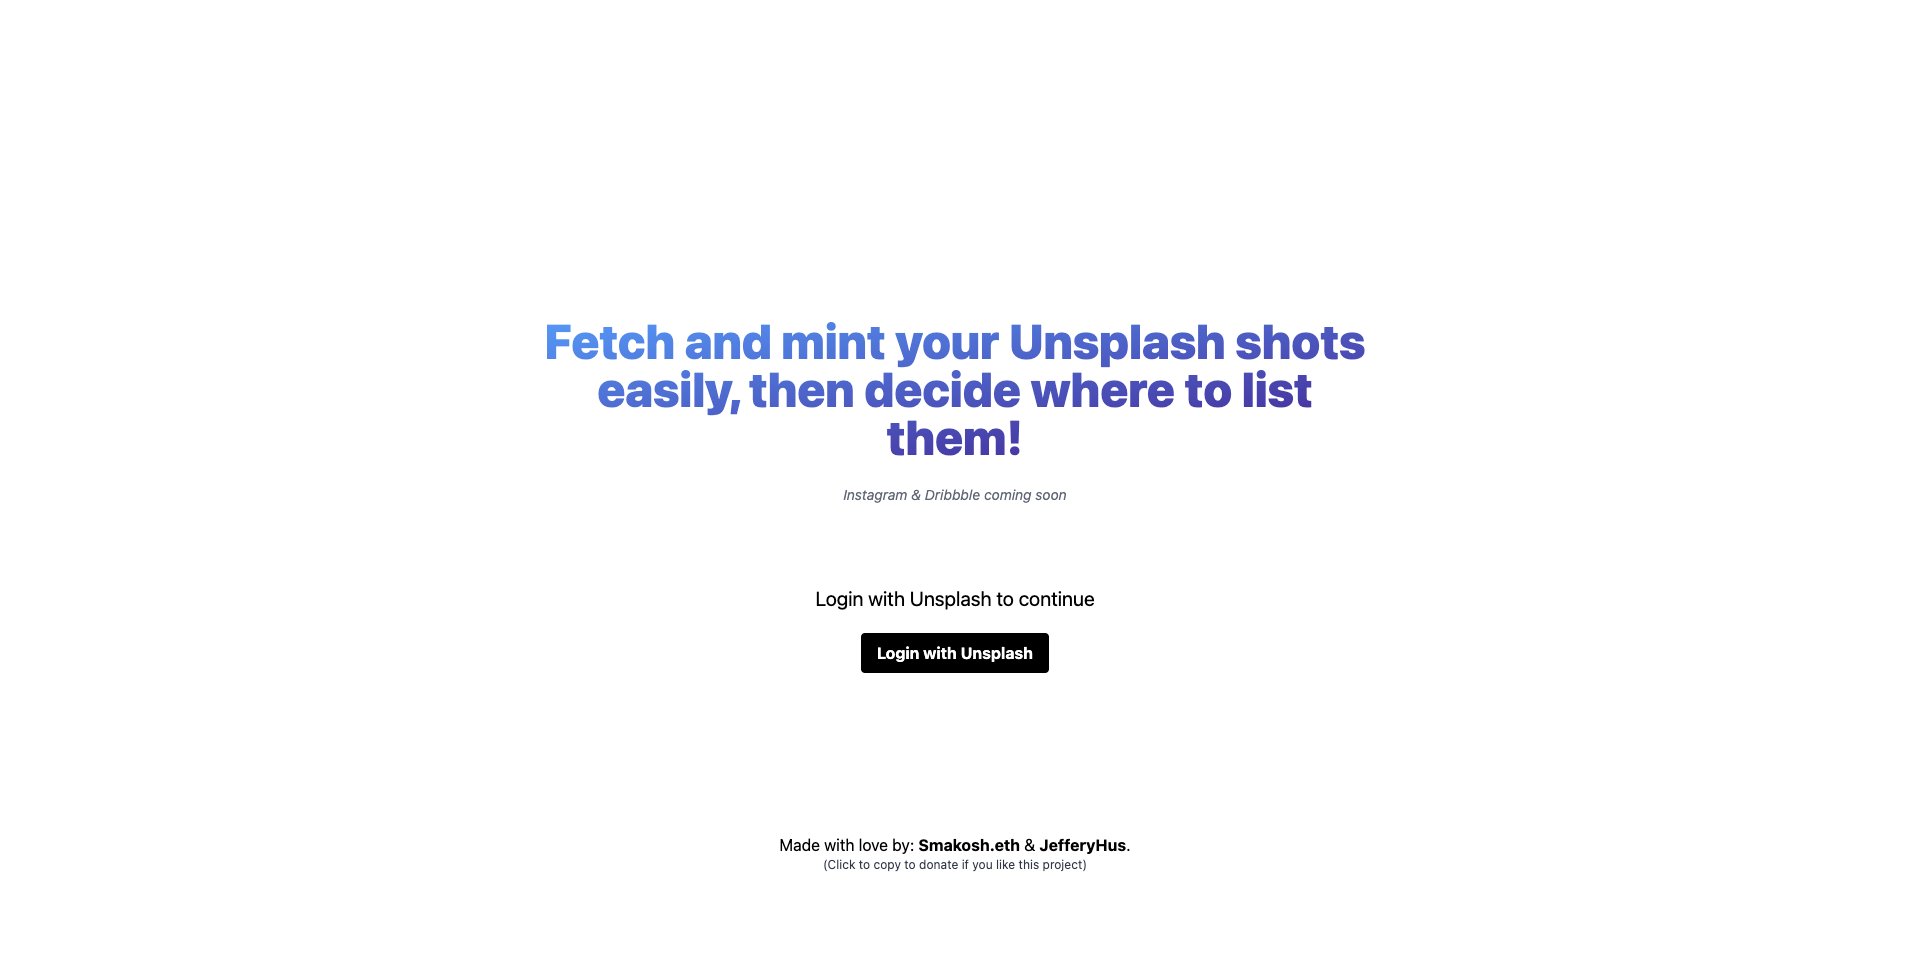 Fetch and mint your Unsplash shots
easily, then decide where to list
them!
Instagram & Dribbble coming soon
Login with Unsplash to continue
Login with Unsplash
Made with love by: Smakosh.eth & JefferyHus.
(Click to copy to donate if you like this project)